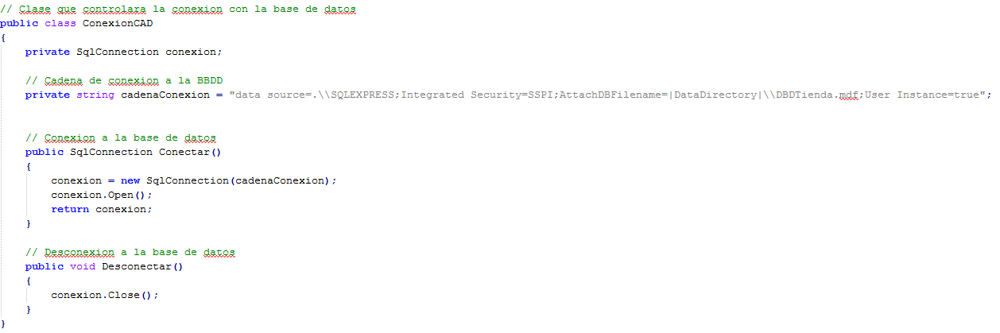 // Clase que controlara la conexion con la base de datos
public class ConexionCAD
{
    private SqlConnection conexion;
    // Cadena de conexion a la BBDD
    private string cadenaConexion = "data source=.\\SQLEXPRESS;Integrated Security=SSPI;AttachDBFilename=|DataDirectory|\\DBDTienda.mdf;User Instance=true";
    // Conexion a la base de datos
    public SqlConnection Conectar()
    {
        conexion = new SqlConnection(cadenaConexion);
        conexion.Open();
        return conexion;
    }
    // Desconexion a la base de datos
    public void Desconectar()
    {
        conexion.Close();
    }
}